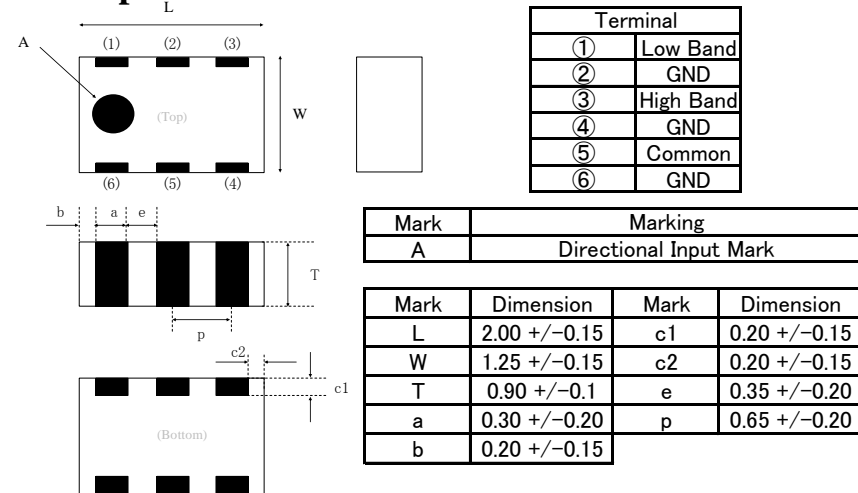 L
A
(1) (2) (3)
(Top)
W
(6) (5) (4)
b a e
T
p
c2
c1
(Bottom)
Terminal
① Low Band
② GND
③ High Band
④ GND
⑤ Common
⑥ GND
Mark Marking
A Directional Input Mark
Mark Dimension Mark Dimension
L 2.00 +/-0.15 c1 0.20 +/-0.15
W 1.25 +/-0.15 c2 0.20 +/-0.15
T 0.90 +/-0.1 e 0.35 +/-0.20
a 0.30 +/-0.20 p 0.65 +/-0.20
b 0.20 +/-0.15